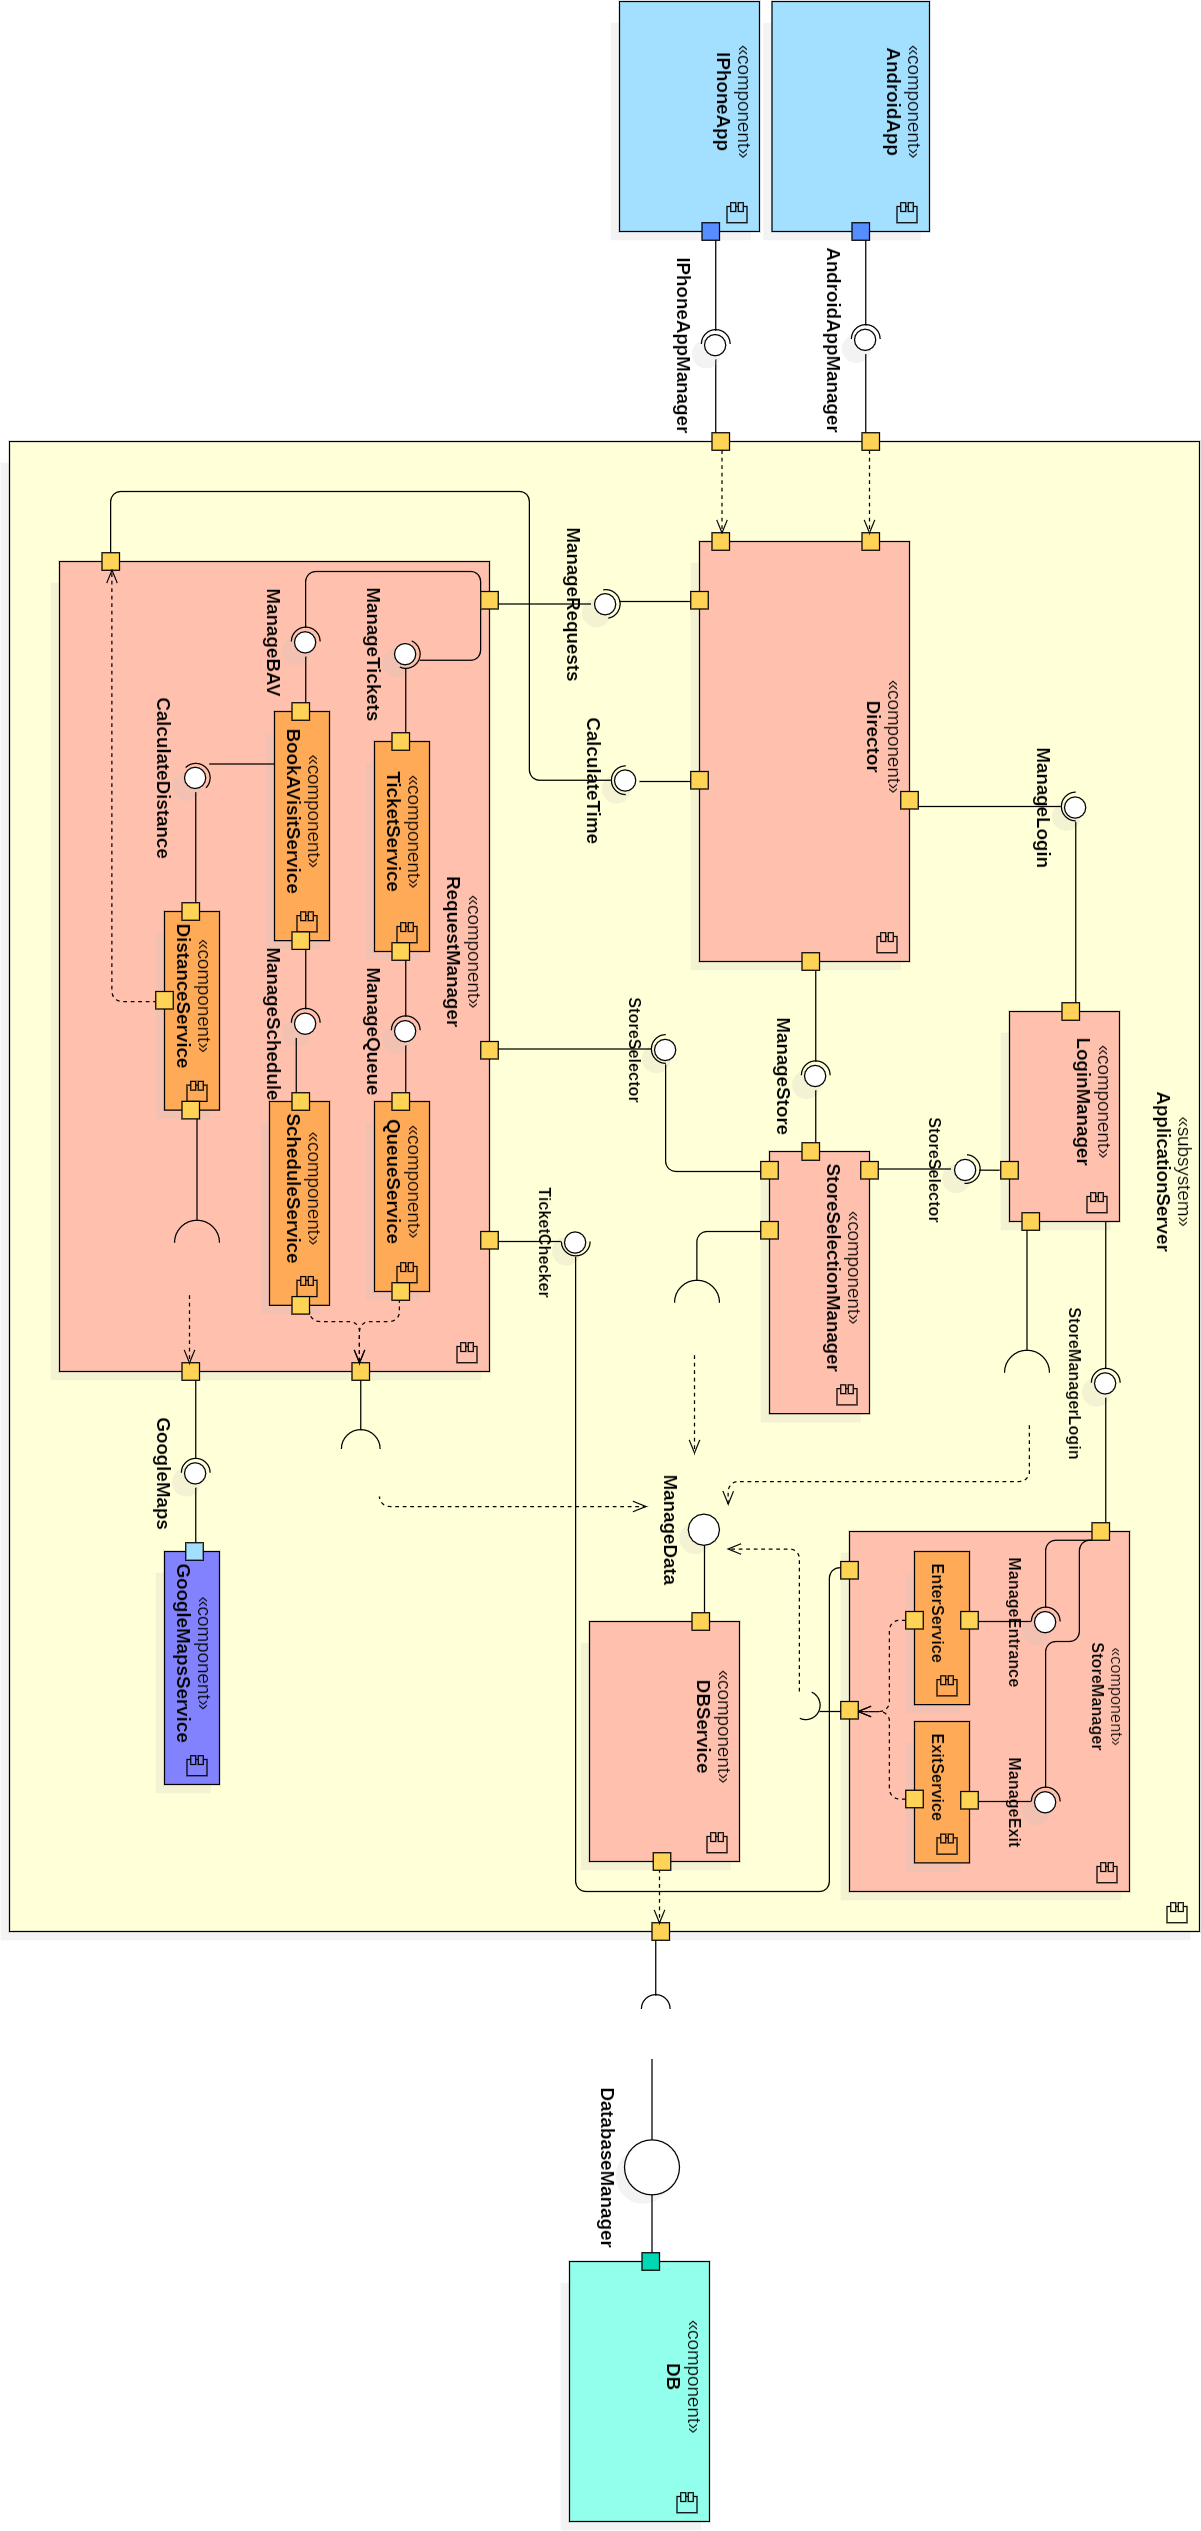 «component»
AndroidApp
«component»
IPhoneApp
AndroidAppManager
IPhoneAppManager
«subsystem»
ApplicationServer
«component»
Director
ManageLogin
ManageRequests
CalculateTime
ManageStore
«component»
LoginManager
StoreSelector
StoreManagerLogin
«component»
StoreSelectionManager
StoreSelector
TicketChecker
«component»
RequestManager
ManageTickets
«component»
TicketService
ManageQueue
«component»
QueueService
ManageBAV
«component»
BookAVisitService
ManageSchedule
«component»
ScheduleService
CalculateDistance
«component»
DistanceService
GoogleMaps
«component»
GoogleMapsService
«component»
StoreManager
ManageEntrance
EnterService
ManageExit
ExitService
ManageData
«component»
DBService
DatabaseManager
«component»
DB